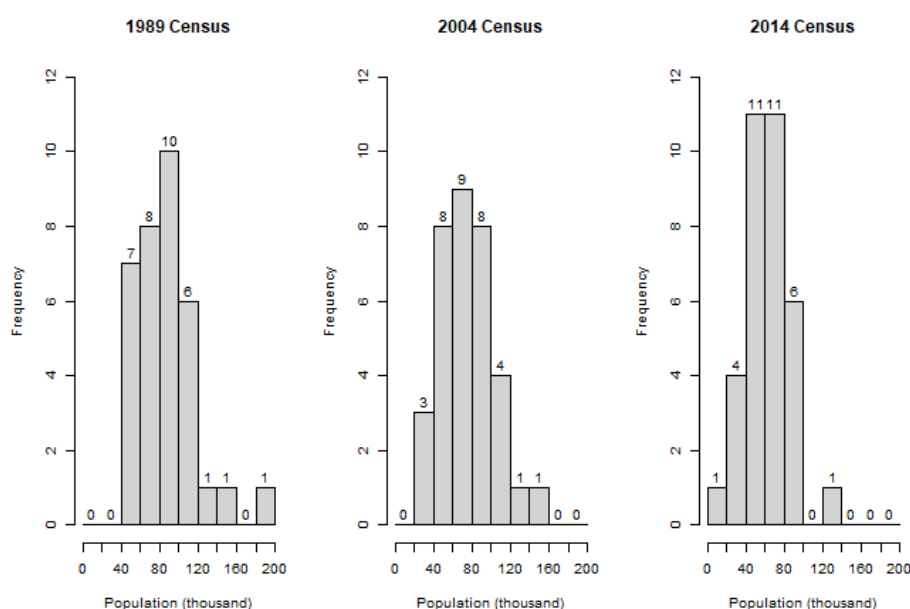 1989 Census
12
10
8
6
4
2
0
Frequency
0 0 7 8 10 6 1 1 0 1
0 40 80 120 160 200
Population (thousand)
2004 Census
12
10
8
6
4
2
0
Frequency
0 3 8 9 8 4 1 1 0 0
0 40 80 120 160 200
Population (thousand)
2014 Census
12
10
8
6
4
2
0
Frequency
1 4 11 11 6 0 1 0 0 0
0 40 80 120 160 200
Population (thousand)